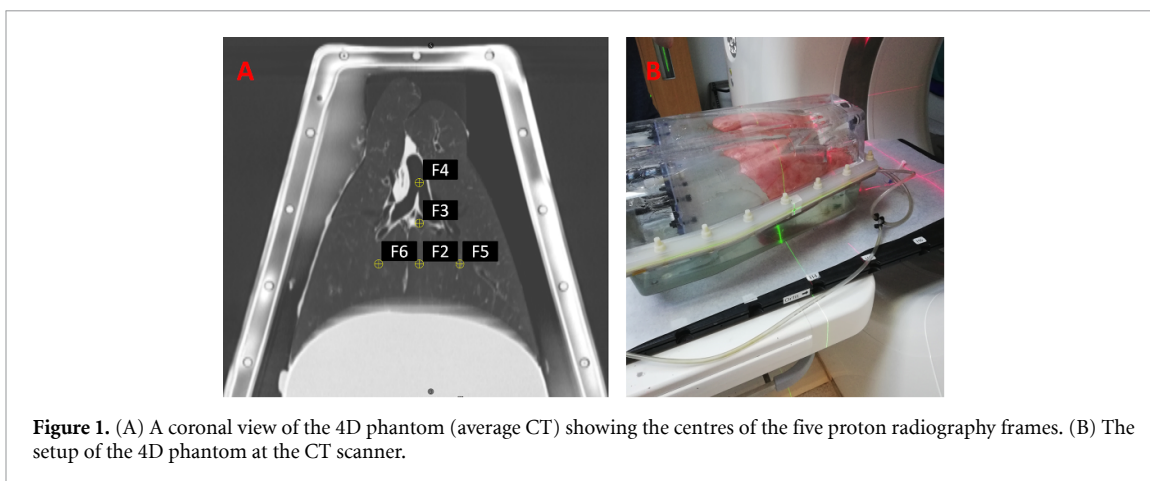 A
B
F4
F3
F6
F2
F5
Figure 1. (A) A coronal view of the 4D phantom (average CT) showing the centres of the five proton radiography frames. (B) The
setup of the 4D phantom at the CT scanner.